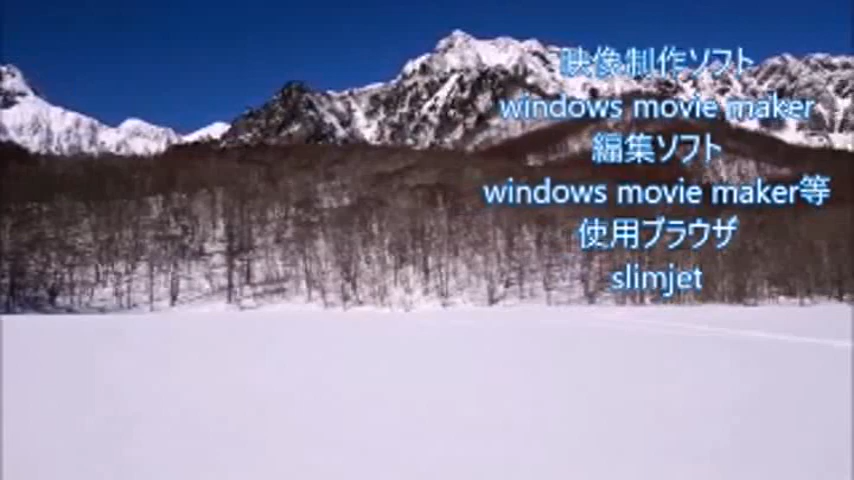 映像制作ソフト
windows movie maker
編集ソフト
windows movie maker等
使用ブラウザ
slimjet